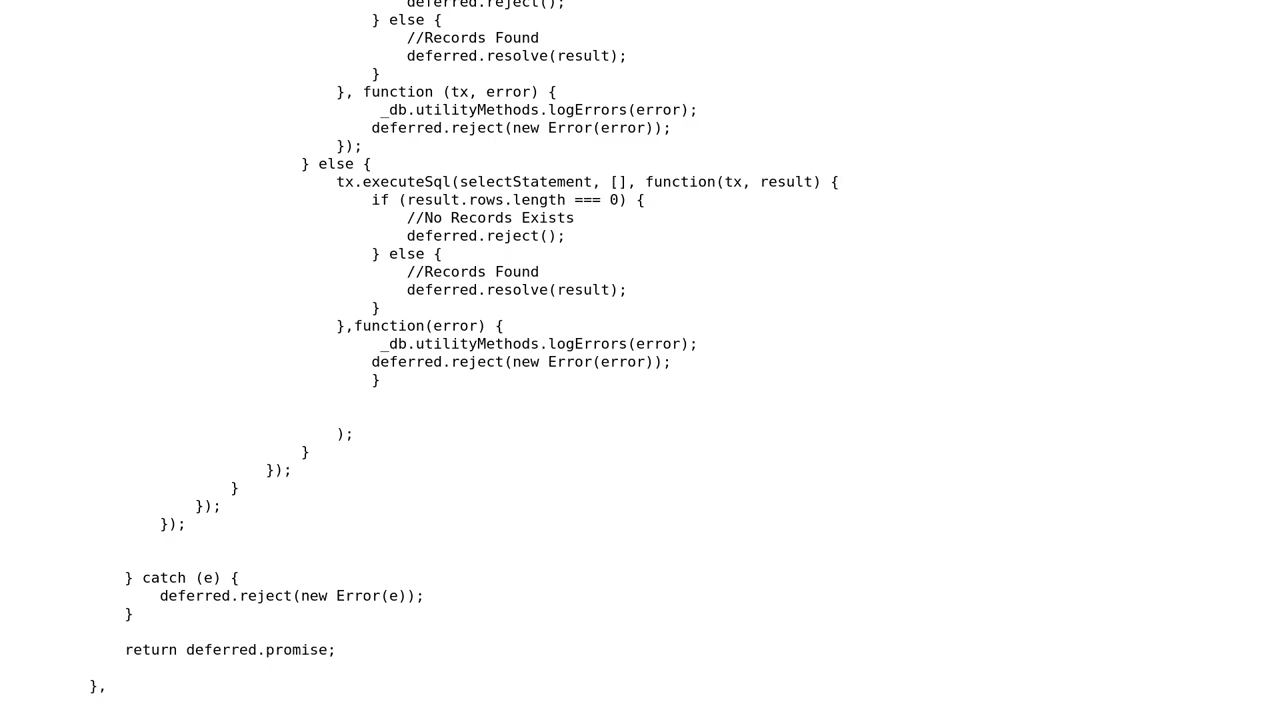 deferred.reject();
} else {
//Records Found
deferred.resolve(result);
}
}, function (tx, error) {
_db.utilityMethods.logErrors(error);
deferred.reject(new Error(error));
});
} else {
tx.executeSql(selectStatement, [], function(tx, result) {
if (result.rows.length === 0) {
//No Records Exists
deferred.reject();
} else {
//Records Found
deferred.resolve(result);
}
},function(error) {
_db.utilityMethods.logErrors(error);
deferred.reject(new Error(error));
}
);
}
});
}
});
});
} catch (e) {
deferred.reject(new Error(e));
}
return deferred.promise;
},